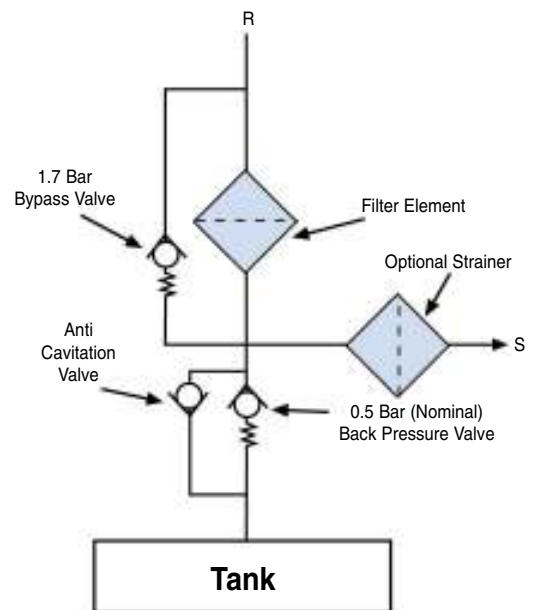 R
1.7 Bar
Bypass Valve
Filter Element
Optional Strainer
S
Anti
Cavitation
Valve
0.5 Bar (Nominal)
Back Pressure Valve
Tank